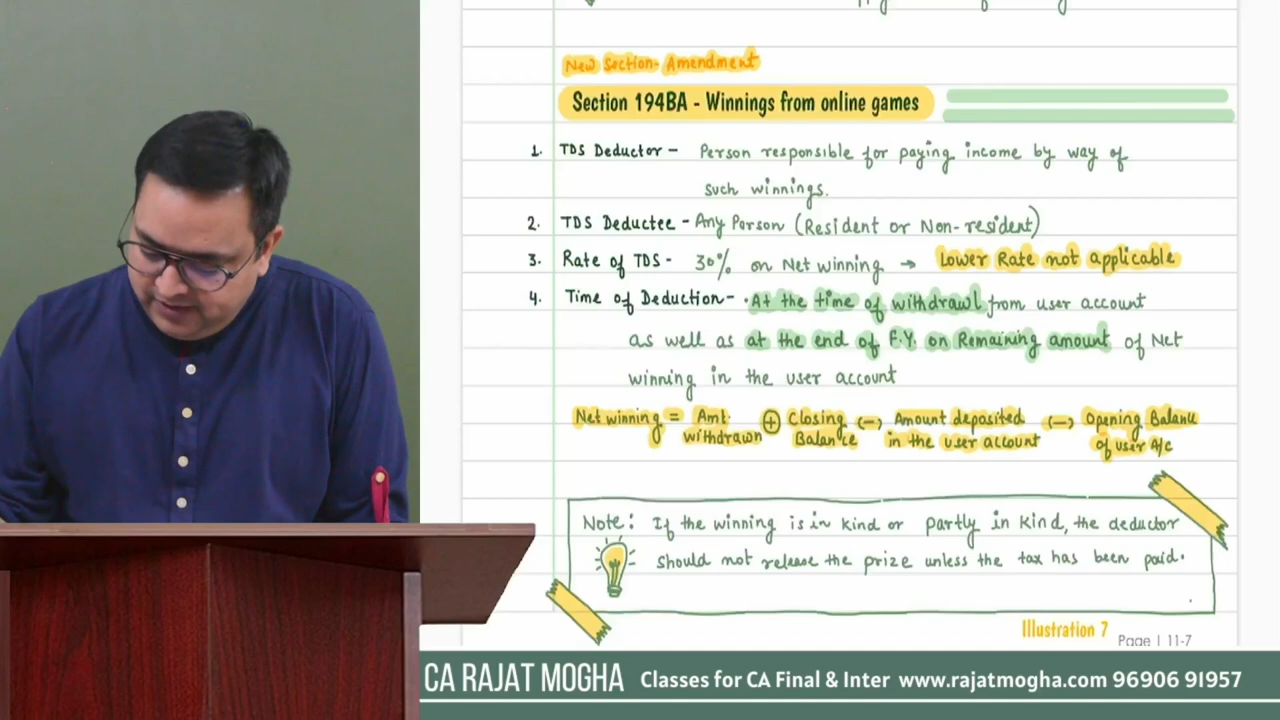 New Section- Amendment
Section 194BA - Winnings from online games
1. TDS Deductor - Person responsible for paying income by way of
such winnings.
2. TDS Deductee - Any Person (Resident or Non-resident)
3. Rate of TDS - 30% on Net winning → Lower Rate not applicable
4. Time of Deduction- • At the time of withdrawl from user account
as well as at the end of F.Y. on Remaining amount of Net
winning in the user account
Net winning = Amt. withdrawn (+) Closing Balance (-) Amount deposited in the user account (-) Opening Balance of user A/c
Note: If the winning is in kind or partly in kind, the deductor
should not release the prize unless the tax has been paid.
Illustration 7
Page | 11-7
CA RAJAT MOGHA Classes for CA Final & Inter www.rajatmogha.com 96906 91957